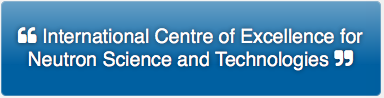 ❝ International Centre of Excellence for
Neutron Science and Technologies ❞